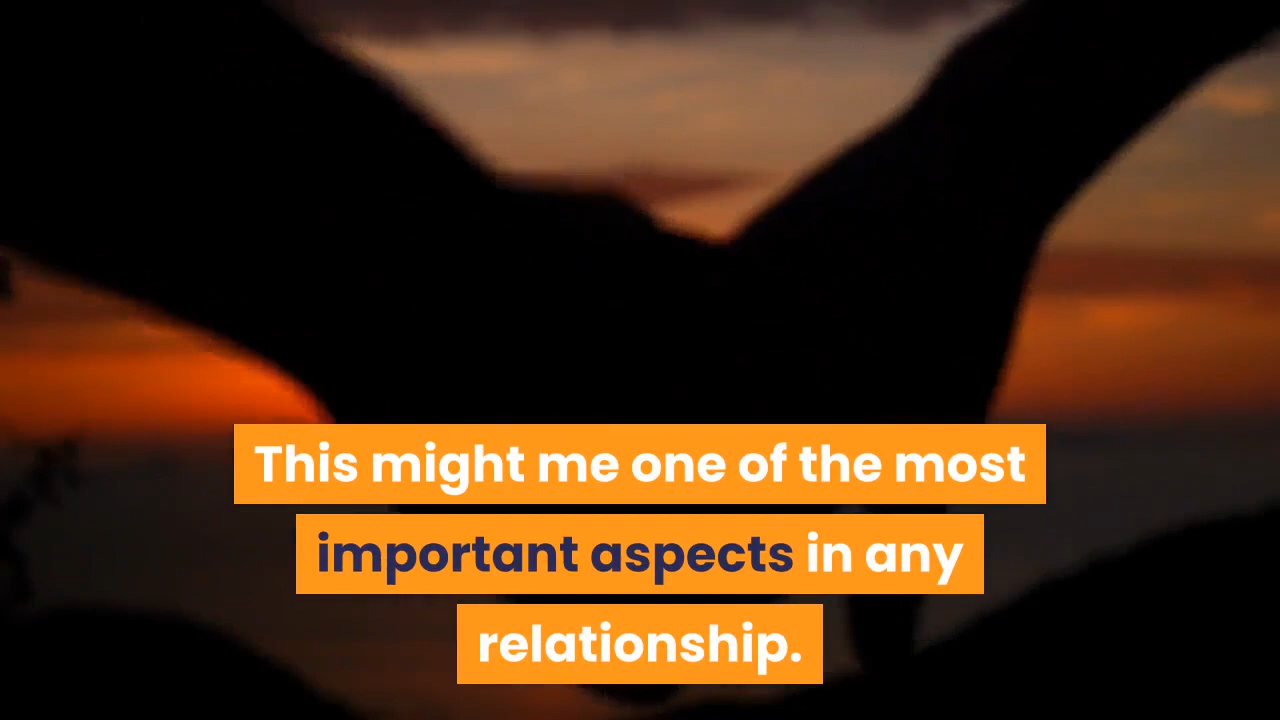 This might me one of the most
important aspects in any
relationship.